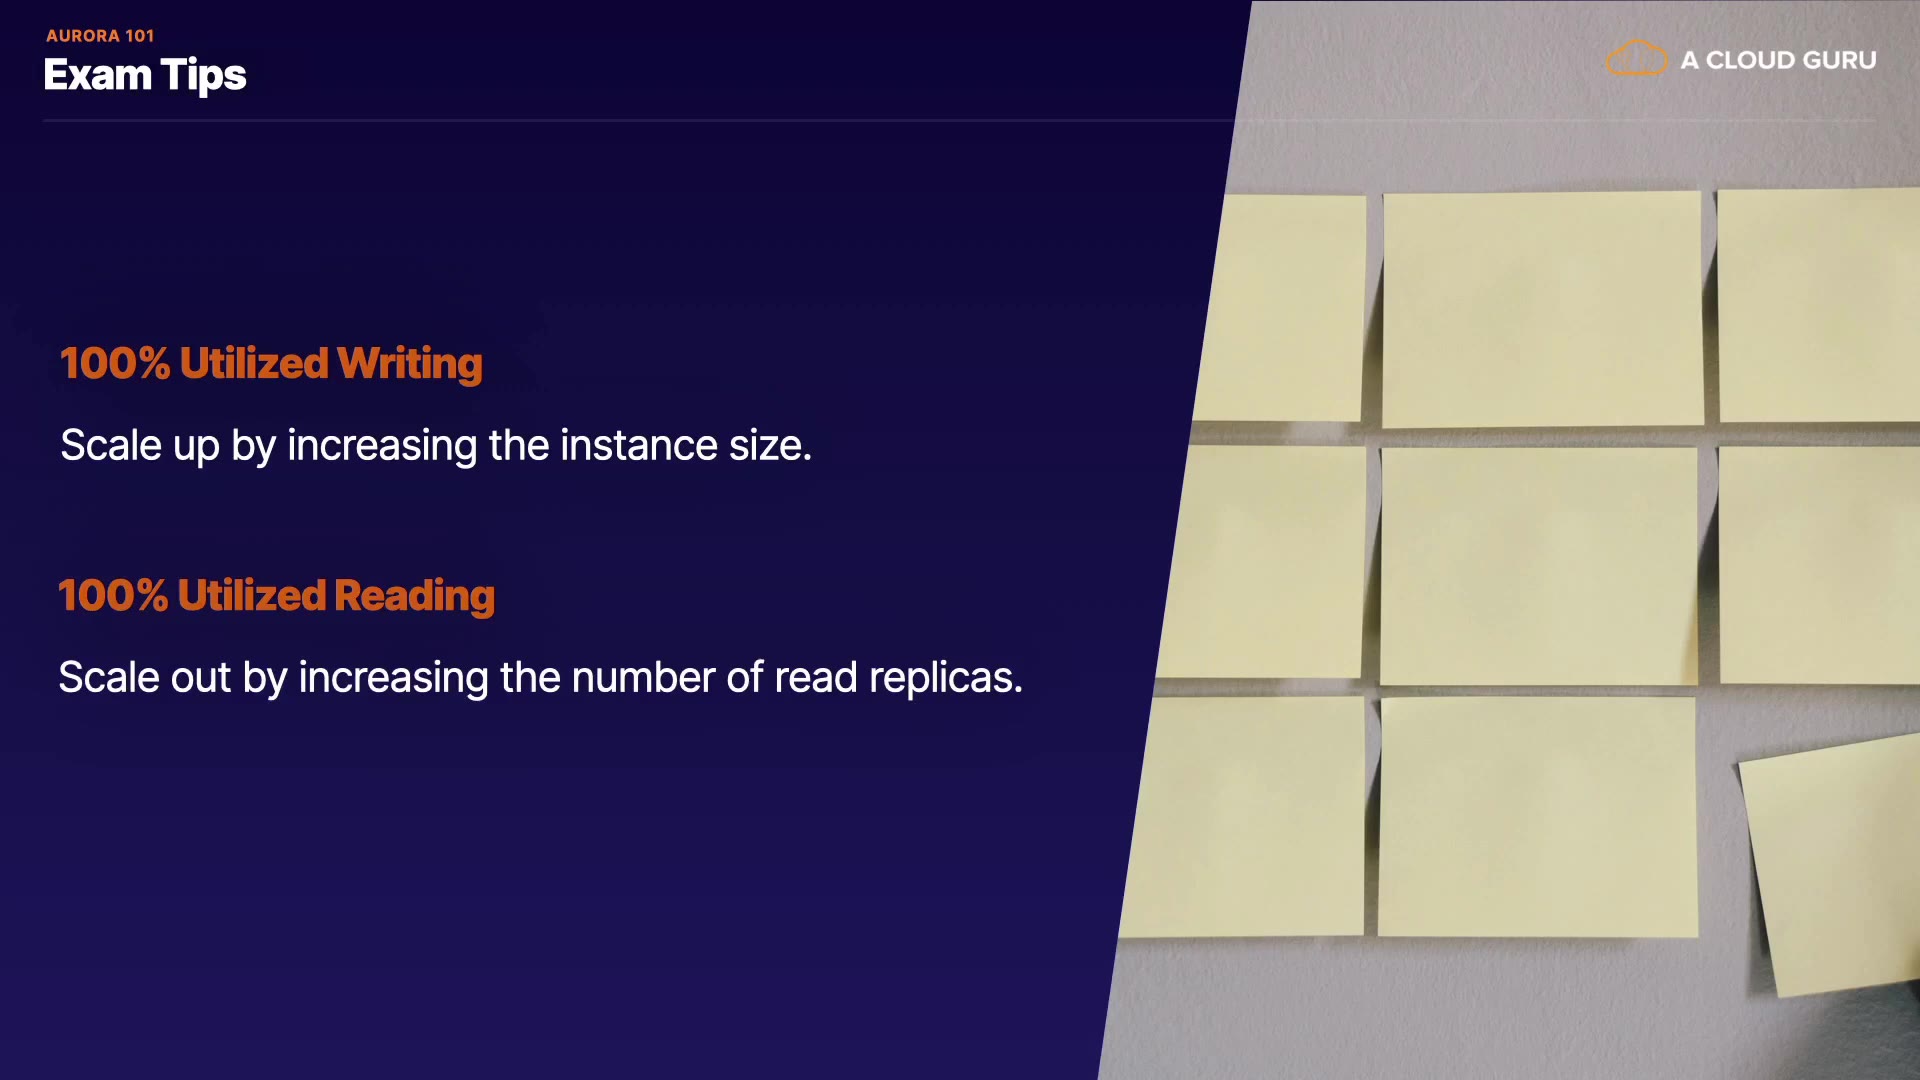 AURORA 101
Exam Tips
A CLOUD GURU
100% Utilized Writing
Scale up by increasing the instance size.
100% Utilized Reading
Scale out by increasing the number of read replicas.